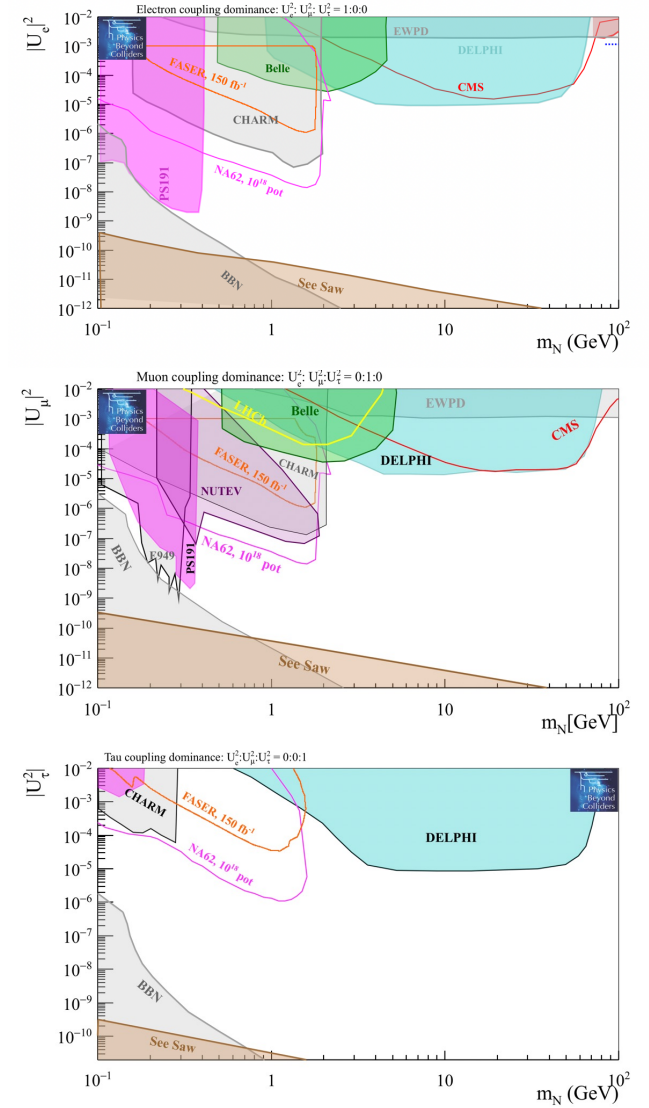 Electron coupling dominance: U²e: U²μ: U²τ = 1:0:0
|Ue|²
10⁻²
10⁻³
10⁻⁴
10⁻⁵
10⁻⁶
10⁻⁷
10⁻⁸
10⁻⁹
10⁻¹⁰
10⁻¹¹
10⁻¹²
Physics
Beyond
Colliders
EWPD
DELPHI
FASER, 150 fb⁻¹
Belle
CMS
CHARM
PS191
NA62, 10¹⁸ pot
BBN
See Saw
10⁻¹ 1 10 10²
mN (GeV)
Muon coupling dominance: U²e: U²μ:U²τ = 0:1:0
|Uμ|²
10⁻²
10⁻³
10⁻⁴
10⁻⁵
10⁻⁶
10⁻⁷
10⁻⁸
10⁻⁹
10⁻¹⁰
10⁻¹¹
10⁻¹²
Physics
Beyond
Colliders
LHCb
Belle
EWPD
CMS
FASER, 150 fb⁻¹
CHARM
DELPHI
NUTEV
NA62, 10¹⁸ pot
BBN
E949
PS191
See Saw
10⁻¹ 1 10 10²
mN[GeV]
Tau coupling dominance: U²e:U²μ:U²τ = 0:0:1
|U²τ|
10⁻²
10⁻³
10⁻⁴
10⁻⁵
10⁻⁶
10⁻⁷
10⁻⁸
10⁻⁹
10⁻¹⁰
Physics
Beyond
Colliders
CHARM
FASER, 150 fb⁻¹
DELPHI
NA62, 10¹⁸ pot
BBN
See Saw
10⁻¹ 1 10 10²
mN (GeV)